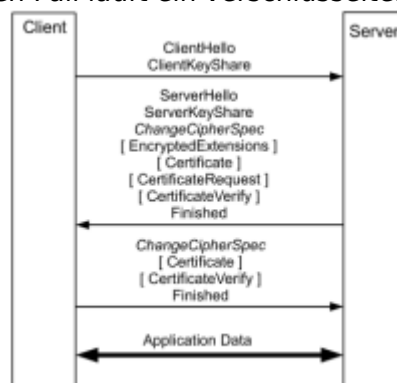 Client
Server
ClientHello
ClientKeyShare
ServerHello
ServerKeyShare
ChangeCipherSpec
[ EncryptedExtensions ]
[ Certificate ]
[ CertificateRequest ]
[ CertificateVerify ]
Finished
ChangeCipherSpec
[ Certificate ]
[ CertificateVerify ]
Finished
Application Data